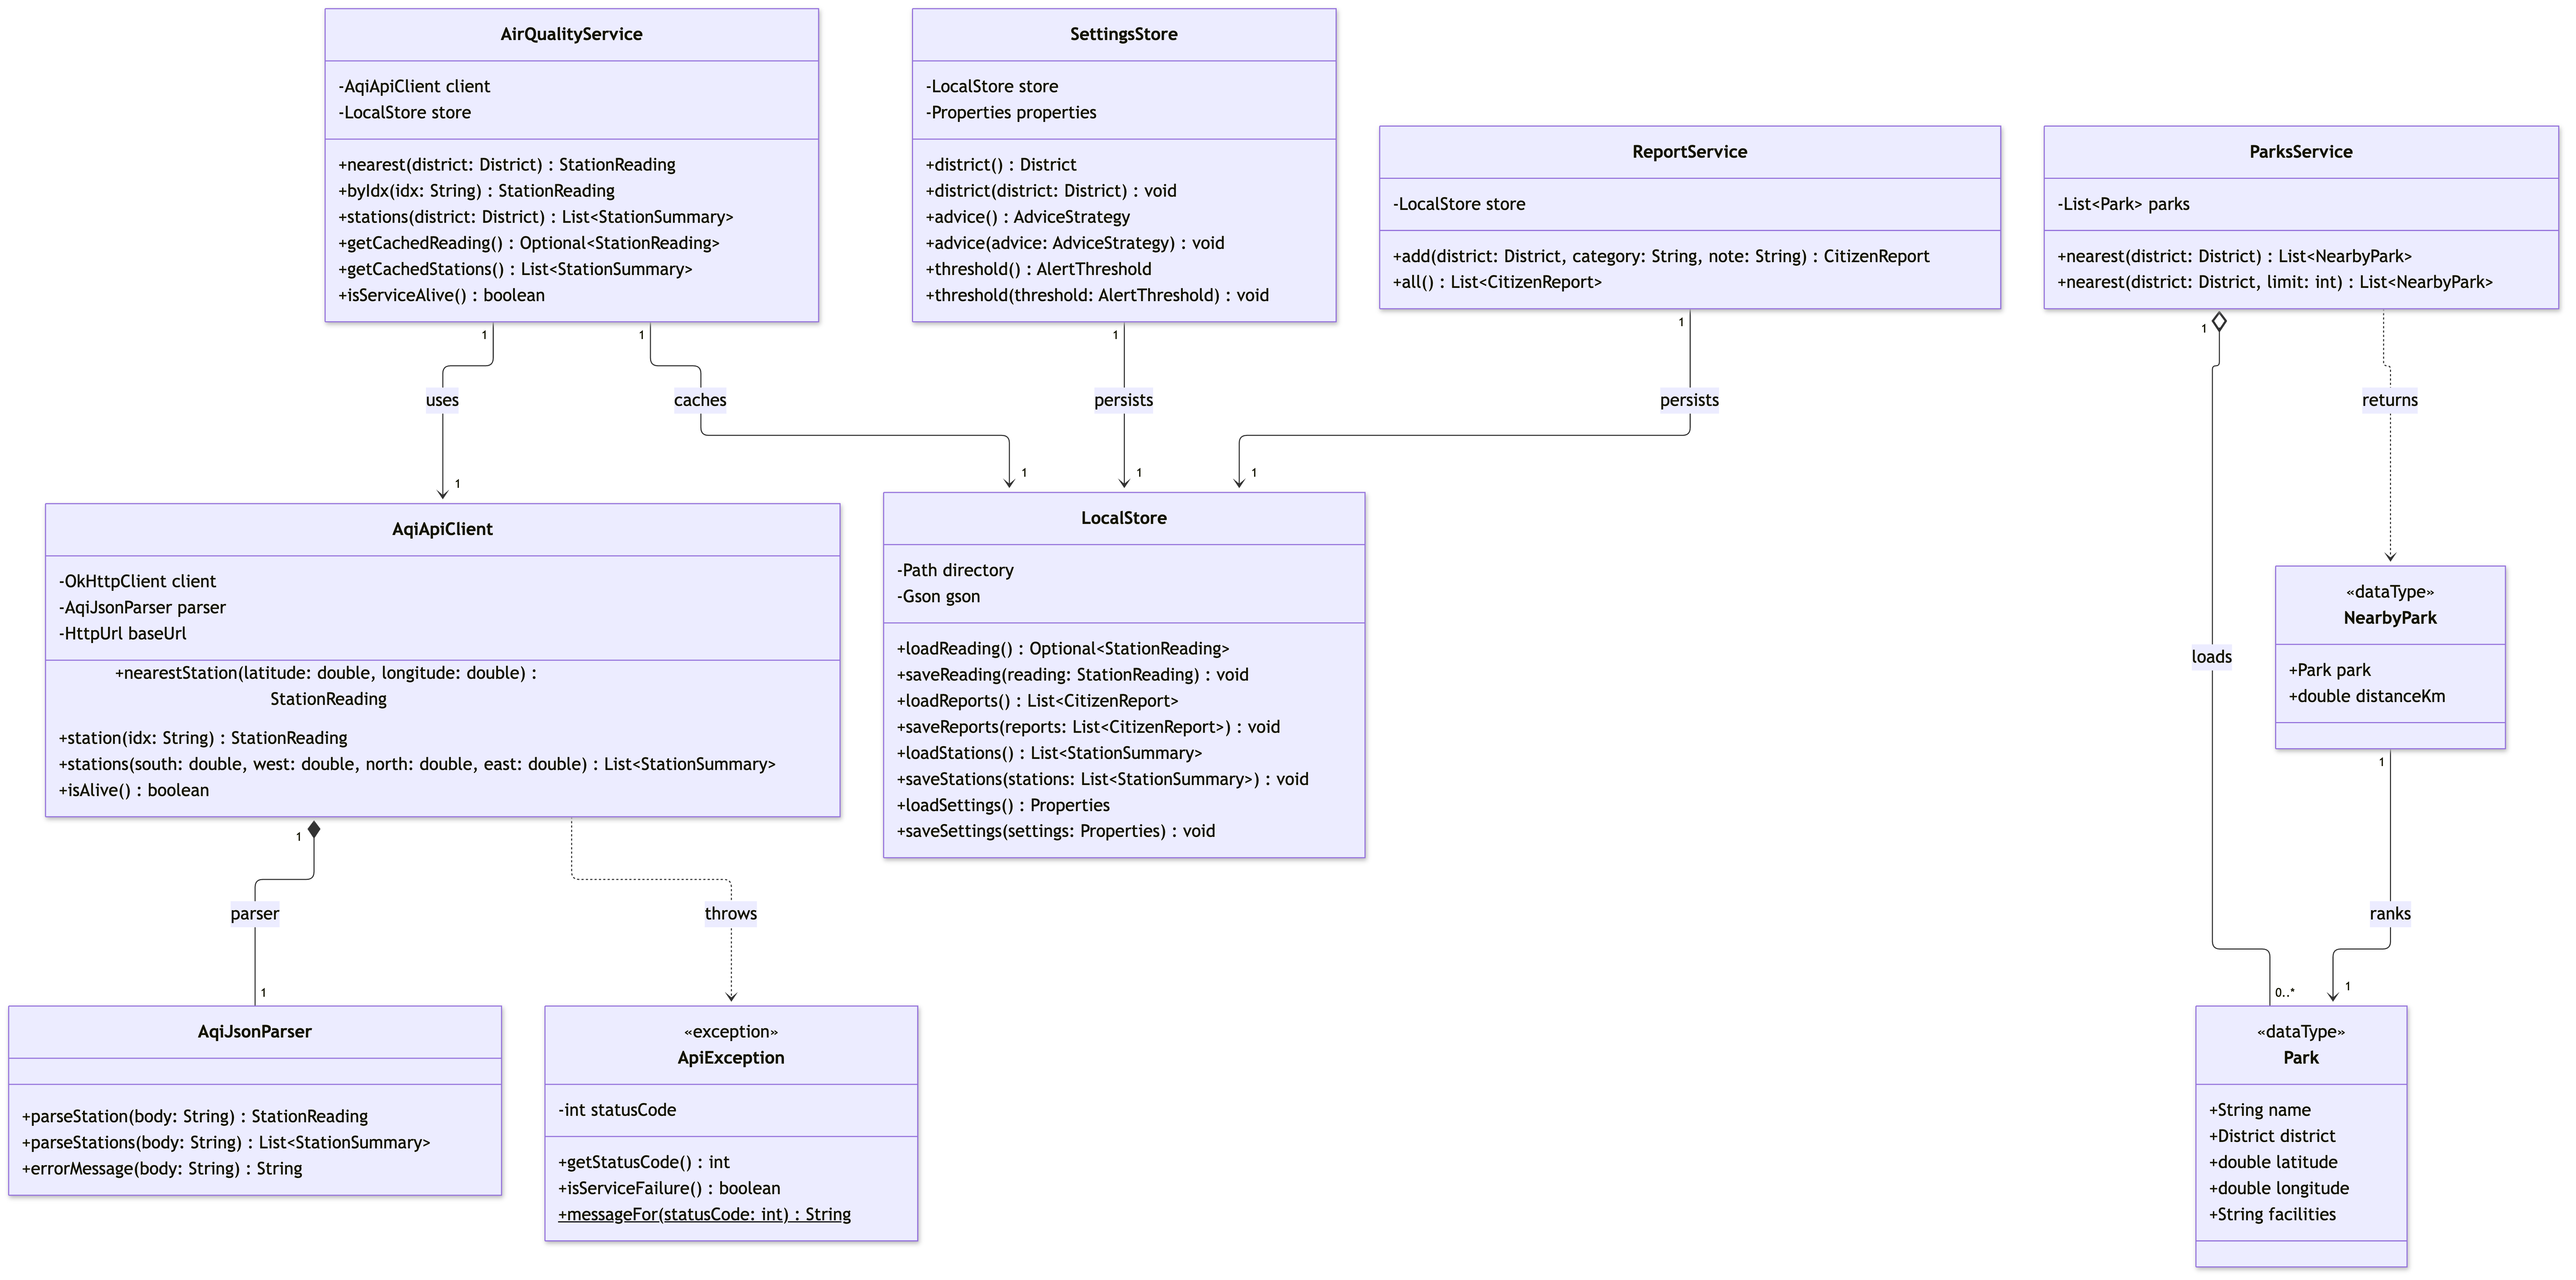 AirQualityService
-AqiApiClient client
-LocalStore store
+nearest(district: District) : StationReading
+byIdx(idx: String) : StationReading
+stations(district: District) : List<StationSummary>
+getCachedReading() : Optional<StationReading>
+getCachedStations() : List<StationSummary>
+isServiceAlive() : boolean
SettingsStore
-LocalStore store
-Properties properties
+district() : District
+district(district: District) : void
+advice() : AdviceStrategy
+advice(advice: AdviceStrategy) : void
+threshold() : AlertThreshold
+threshold(threshold: AlertThreshold) : void
ReportService
-LocalStore store
+add(district: District, category: String, note: String) : CitizenReport
+all() : List<CitizenReport>
ParksService
-List<Park> parks
+nearest(district: District) : List<NearbyPark>
+nearest(district: District, limit: int) : List<NearbyPark>
1
1
1
1
1
uses
caches
persists
persists
returns
1
1
1
1
AqiApiClient
-OkHttpClient client
-AqiJsonParser parser
-HttpUrl baseUrl
+nearestStation(latitude: double, longitude: double) :
StationReading
+station(idx: String) : StationReading
+stations(south: double, west: double, north: double, east: double) : List<StationSummary>
+isAlive() : boolean
LocalStore
-Path directory
-Gson gson
+loadReading() : Optional<StationReading>
+saveReading(reading: StationReading) : void
+loadReports() : List<CitizenReport>
+saveReports(reports: List<CitizenReport>) : void
+loadStations() : List<StationSummary>
+saveStations(stations: List<StationSummary>) : void
+loadSettings() : Properties
+saveSettings(settings: Properties) : void
loads
«dataType»
NearbyPark
+Park park
+double distanceKm
1
1
parser
throws
ranks
1
0..*
1
AqiJsonParser
+parseStation(body: String) : StationReading
+parseStations(body: String) : List<StationSummary>
+errorMessage(body: String) : String
«exception»
ApiException
-int statusCode
+getStatusCode() : int
+isServiceFailure() : boolean
+messageFor(statusCode: int) : String
«dataType»
Park
+String name
+District district
+double latitude
+double longitude
+String facilities